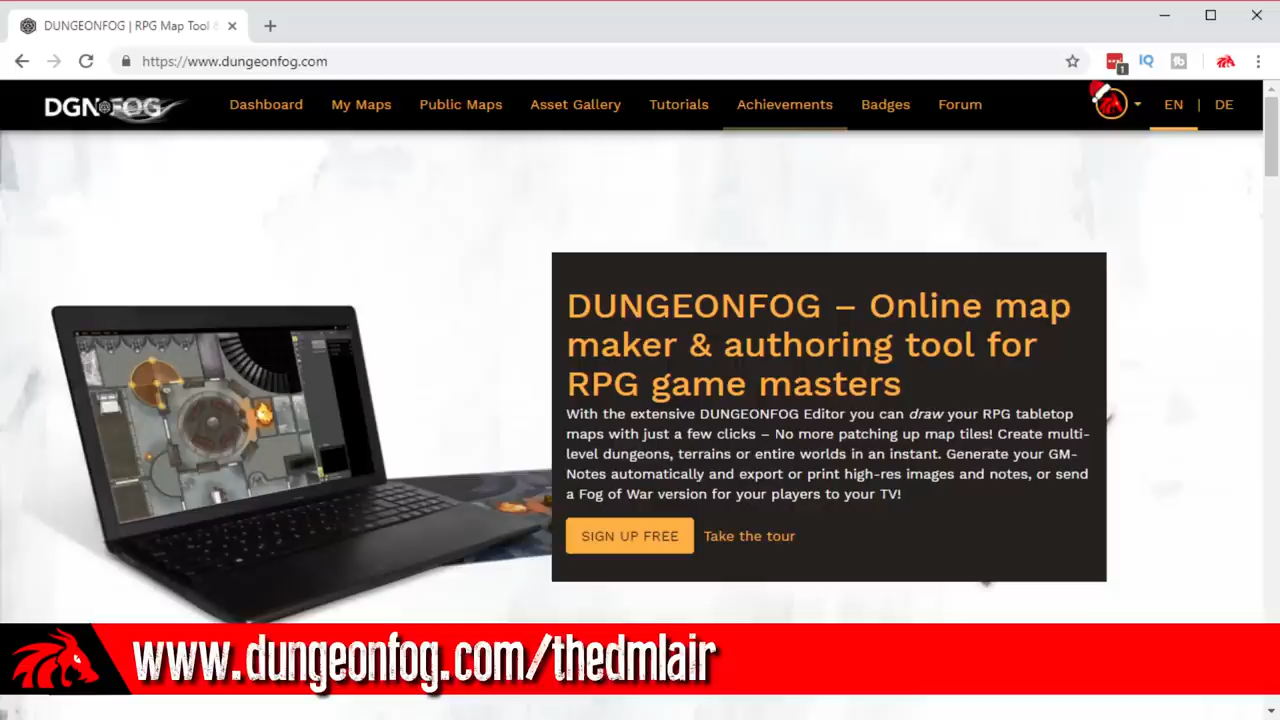 DUNGEONFOG | RPG Map Tool
https://www.dungeonfog.com
1
IQ
DGN FOG
Dashboard My Maps Public Maps Asset Gallery Tutorials Achievements Badges Forum EN | DE
DUNGEONFOG – Online map
maker & authoring tool for
RPG game masters
With the extensive DUNGEONFOG Editor you can draw your RPG tabletop
maps with just a few clicks – No more patching up map tiles! Create multi-
level dungeons, terrains or entire worlds in an instant. Generate your GM-
Notes automatically and export or print high-res images and notes, or send
a Fog of War version for your players to your TV!
SIGN UP FREE Take the tour
www.dungeonfog.com/thedmlair